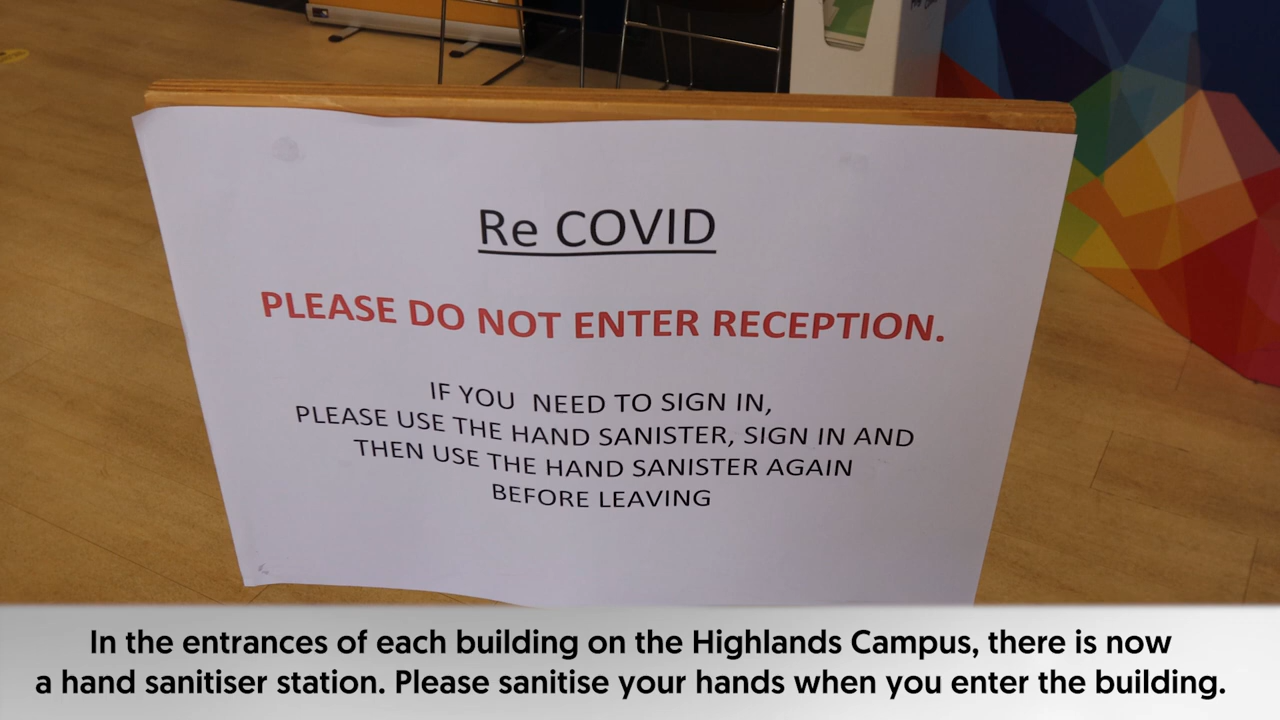 Re COVID
PLEASE DO NOT ENTER RECEPTION.
IF YOU NEED TO SIGN IN,
PLEASE USE THE HAND SANISTER, SIGN IN AND
THEN USE THE HAND SANISTER AGAIN
BEFORE LEAVING
In the entrances of each building on the Highlands Campus, there is now
a hand sanitiser station. Please sanitise your hands when you enter the building.